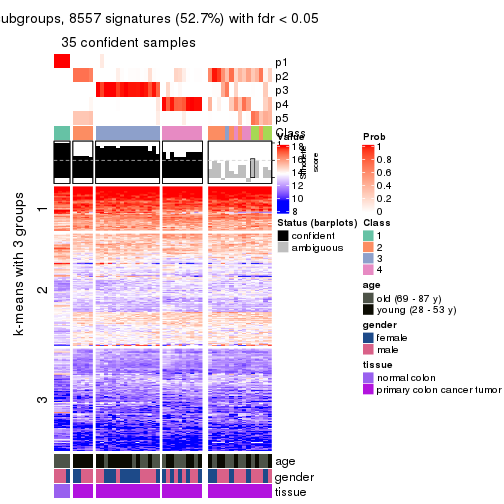 ubgroups, 8557 signatures (52.7%) with fdr < 0.05
35 confident samples
p1
p2
p3
p4
p5
Class
k-means with 3 groups
1
2
3
score
Value
18
16
14
12
10
8
Prob
1
0.8
0.6
0.4
0.2
0
Status (barplots)
confident
ambiguous
Class
1
2
3
4
age
old (69 - 87 y)
young (28 - 53 y)
gender
female
male
tissue
normal colon
primary colon cancer tumor
age
gender
tissue